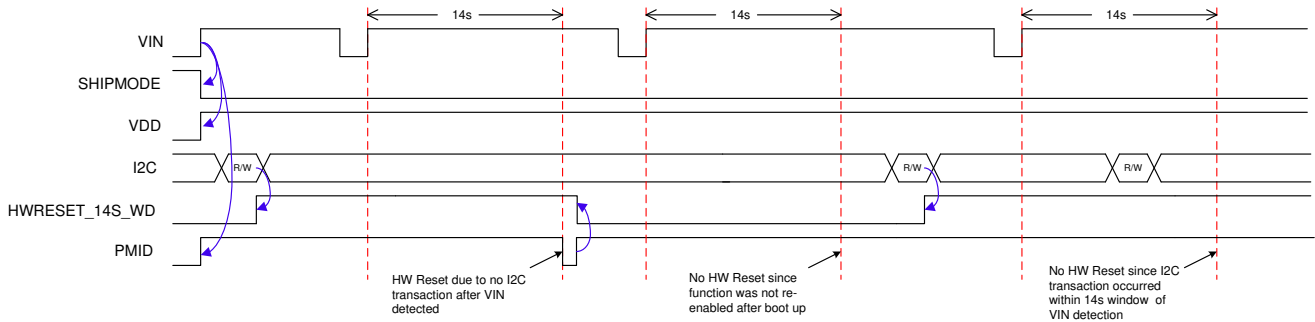 14s
14s
14s
VIN
SHIPMODE
VDD
I2C
R/W
R/W
R/W
HWRESET_14S_WD
PMID
HW Reset due to no I2C
transaction after VIN
detected
No HW Reset since
function was not re-
enabled after boot up
No HW Reset since I2C
transaction occurred
within 14s window of
VIN detection